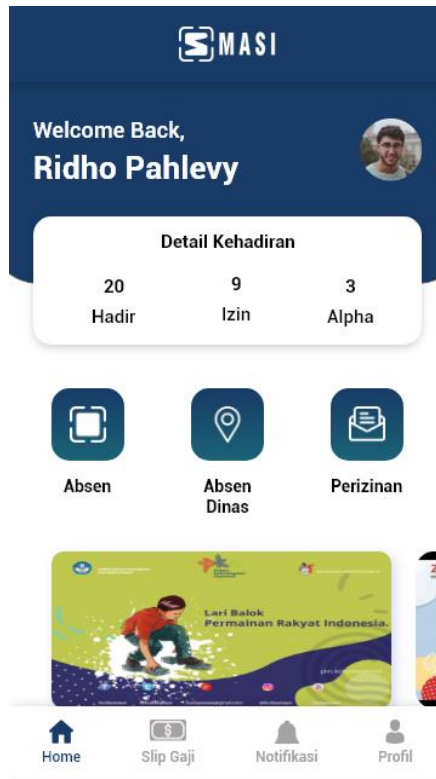 SMASI
Welcome Back,
Ridho Pahlevy
Detail Kehadiran
20 9 3
Hadir Izin Alpha
Absen Absen Dinas Perizinan
Lari Balok
Permainan Rakyat Indonesia.
Home Slip Gaji Notifikasi Profil